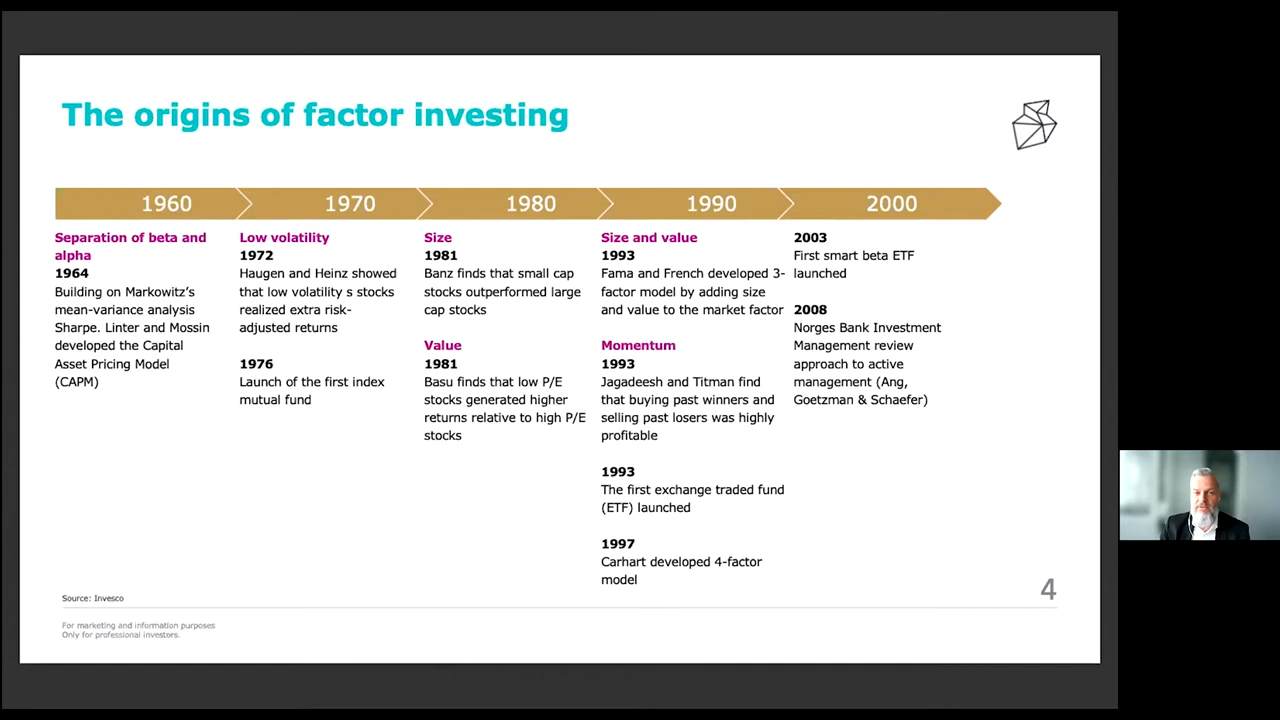 The origins of factor investing
1960
1970
1980
1990
2000
Separation of beta and
alpha
1964
Building on Markowitz's
mean-variance analysis
Sharpe. Linter and Mossin
developed the Capital
Asset Pricing Model
(CAPM)
Low volatility
1972
Haugen and Heinz showed
that low volatility s stocks
realized extra risk-
adjusted returns
1976
Launch of the first index
mutual fund
Size
1981
Banz finds that small cap
stocks outperformed large
cap stocks
Value
1981
Basu finds that low P/E
stocks generated higher
returns relative to high P/E
stocks
Size and value
1993
Fama and French developed 3-
factor model by adding size
and value to the market factor
Momentum
1993
Jagadeesh and Titman find
that buying past winners and
selling past losers was highly
profitable
1993
The first exchange traded fund
(ETF) launched
1997
Carhart developed 4-factor
model
2003
First smart beta ETF
launched
2008
Norges Bank Investment
Management review
approach to active
management (Ang,
Goetzman & Schaefer)
Source: Invesco
4
For marketing and information purposes
Only for professional investors.